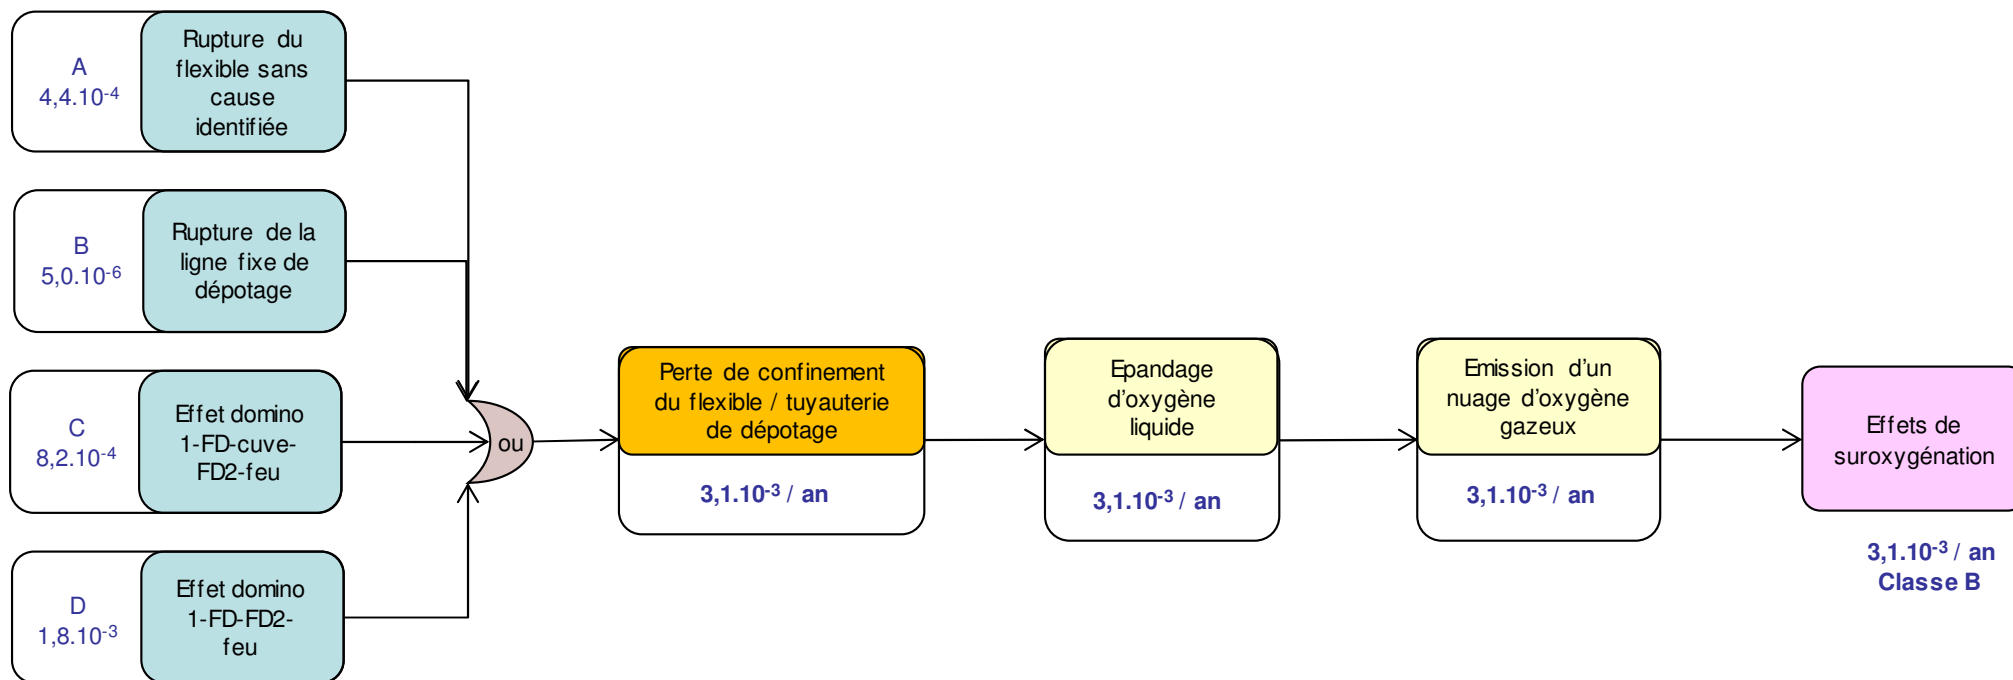 A
4,4.10⁻⁴
Rupture du
flexible sans
cause
identifiée
B
5,0.10⁻⁶
Rupture de la
ligne fixe de
dépotage
C
8,2.10⁻⁴
Effet domino
1-FD-cuve-
FD2-feu
D
1,8.10⁻³
Effet domino
1-FD-FD2-
feu
ou
Perte de confinement
du flexible / tuyauterie
de dépotage
3,1.10⁻³ / an
Epandage
d'oxygène
liquide
3,1.10⁻³ / an
Emission d'un
nuage d'oxygène
gazeux
3,1.10⁻³ / an
Effets de
suroxygénation
3,1.10⁻³ / an
Classe B